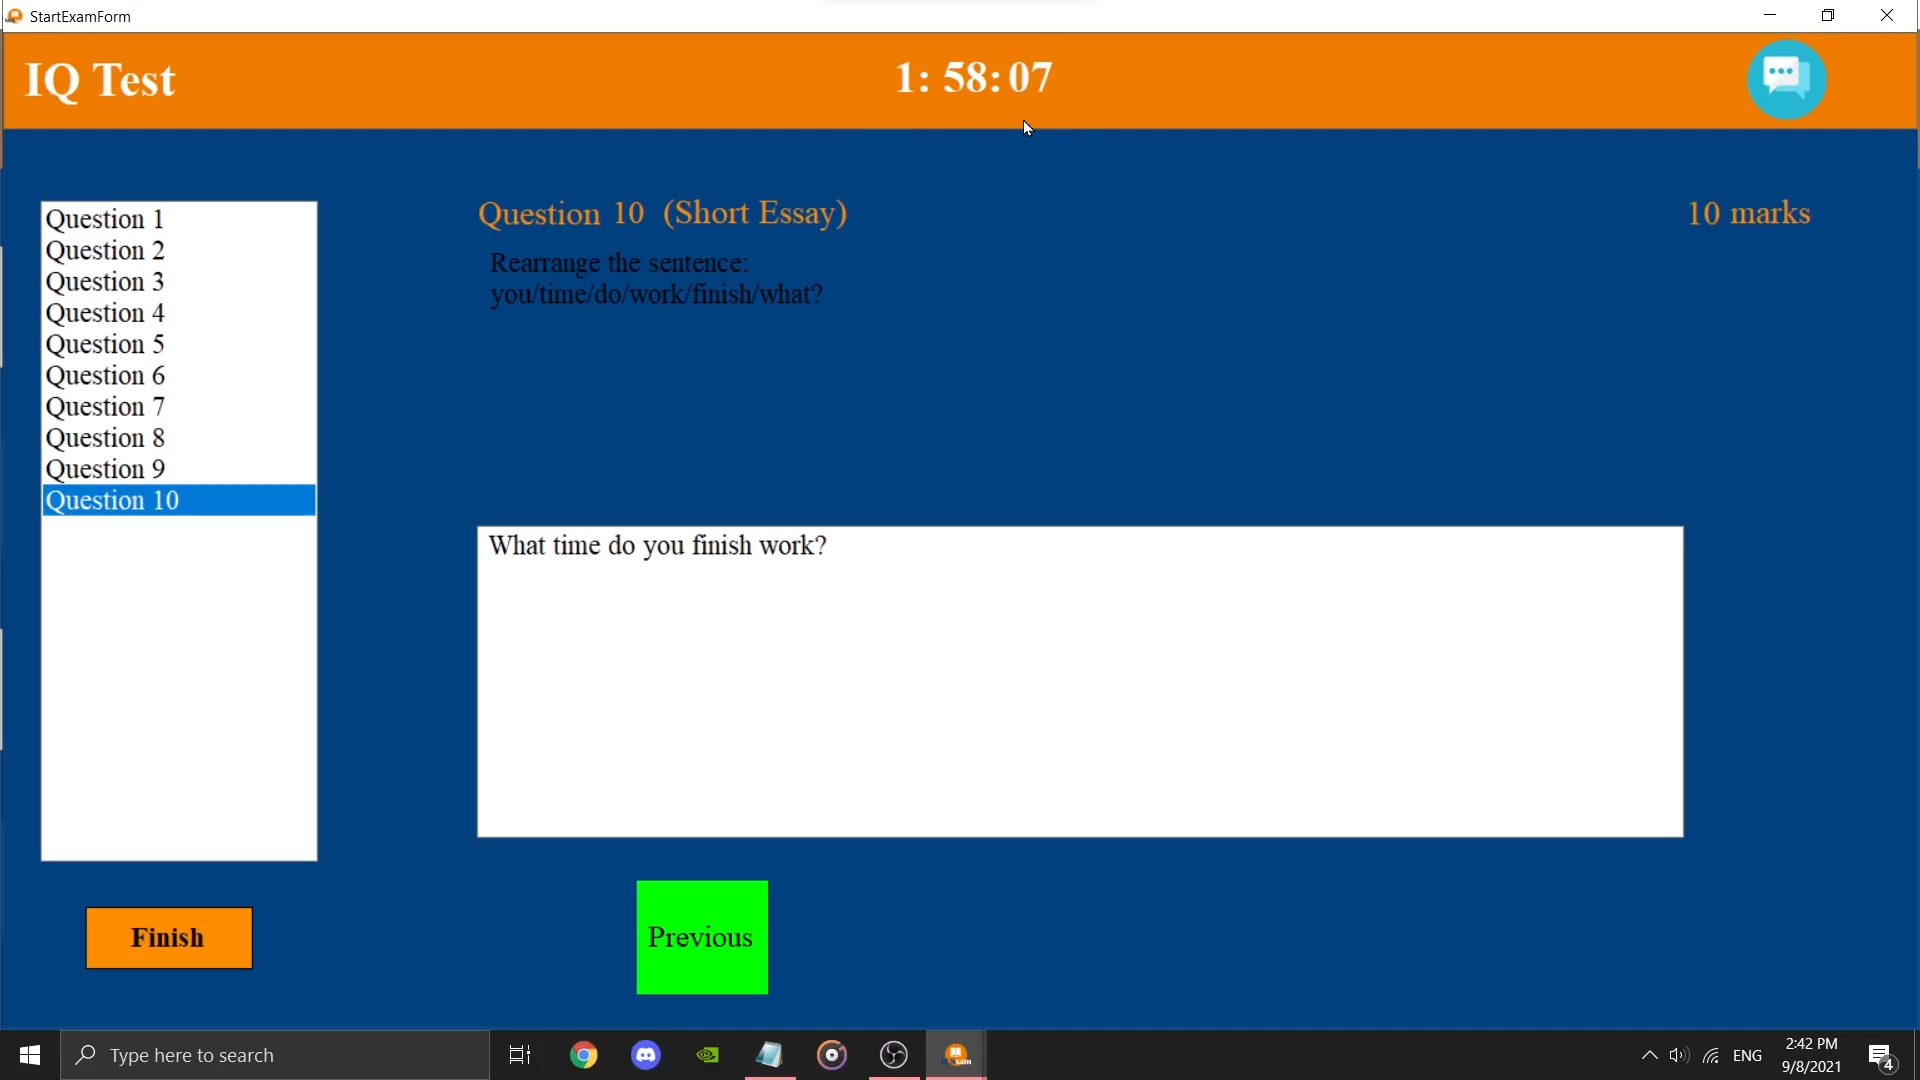 StartExamForm
IQ Test
1: 58: 07
Question 1
Question 2
Question 3
Question 4
Question 5
Question 6
Question 7
Question 8
Question 9
Question 10
Question 10 (Short Essay)
10 marks
Rearrange the sentence:
you/time/do/work/finish/what?
What time do you finish work?
Finish
Previous
Type here to search
ENG
2:42 PM
9/8/2021
4